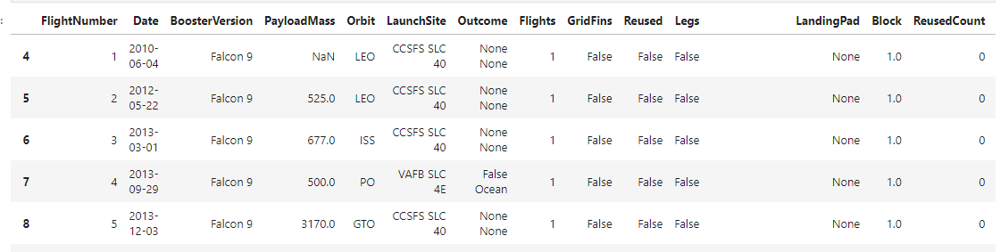 FlightNumber Date BoosterVersion PayloadMass Orbit LaunchSite Outcome Flights GridFins Reused Legs LandingPad Block ReusedCount
4 1 2010-06-04 Falcon 9 NaN LEO CCSFS SLC 40 None None 1 False False False None 1.0 0
5 2 2012-05-22 Falcon 9 525.0 LEO CCSFS SLC 40 None None 1 False False False None 1.0 0
6 3 2013-03-01 Falcon 9 677.0 ISS CCSFS SLC 40 None None 1 False False False None 1.0 0
7 4 2013-09-29 Falcon 9 500.0 PO VAFB SLC 4E False Ocean 1 False False False None 1.0 0
8 5 2013-12-03 Falcon 9 3170.0 GTO CCSFS SLC 40 None None 1 False False False None 1.0 0